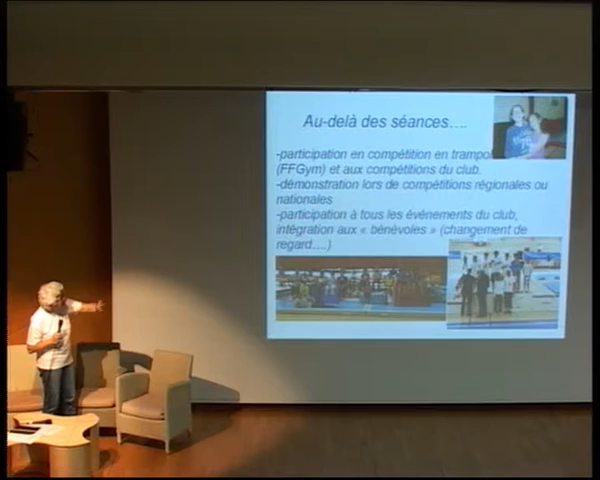 Au-delà des séances....
-participation en compétition en trampo
(FFGym) et aux compétitions du club.
-démonstration lors de compétitions régionales ou
nationales
-participation à tous les événements du club,
intégration aux « bénévoles » (changement de
regard....)